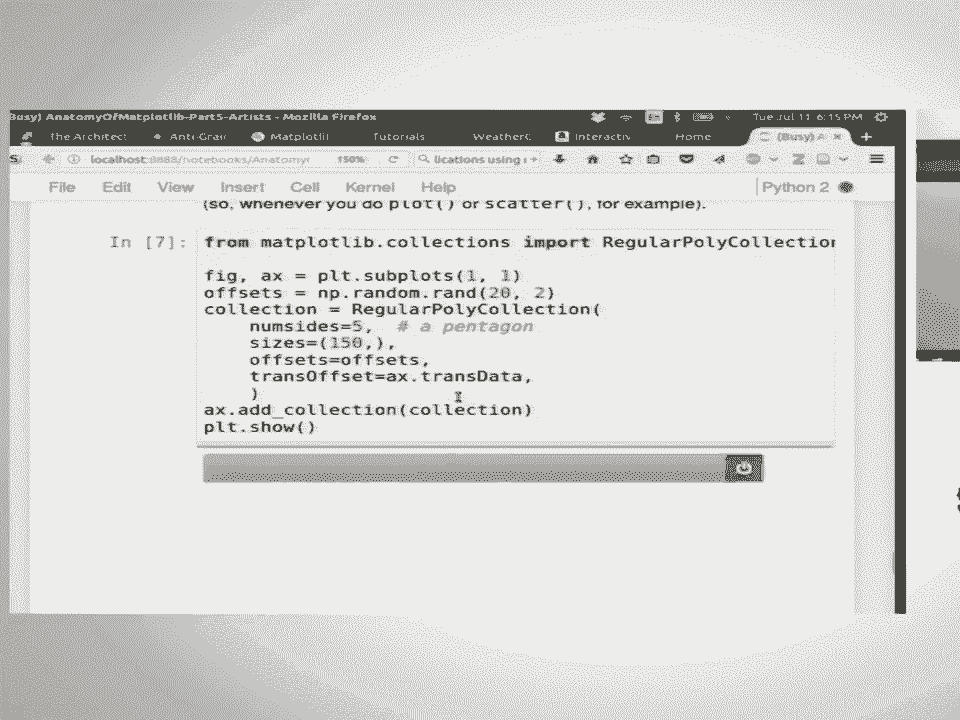 Busy) AnatomyOfMatplotlib-Part5-Artists - Mozilla Firefox Tue Jul 11 6:15 PM
The Architect Anti-Grain Matplotlib Tutorials WeatherC Interactiv Home (Busy) A
localhost:8888/notebooks/Anatomy 150% lications using
File Edit View Insert Cell Kernel Help Python 2
(so, whenever you do plot() or scatter(), for example).
In [7]: from matplotlib.collections import RegularPolyCollection
fig, ax = plt.subplots(1, 1)
offsets = np.random.rand(20, 2)
collection = RegularPolyCollection(
numsides=5, # a pentagon
sizes=(150,),
offsets=offsets,
transOffset=ax.transData,
)
ax.add_collection(collection)
plt.show()